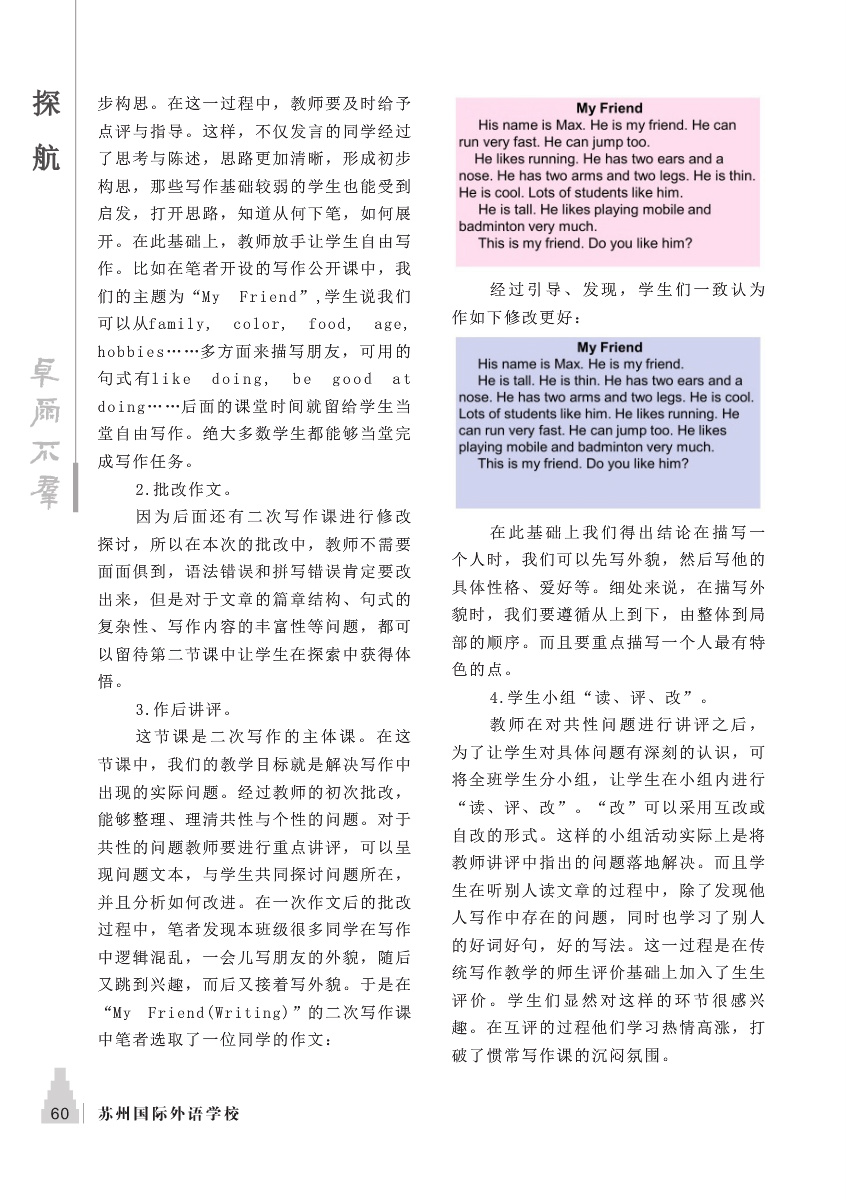 探
航
卓
尔
不
群
步构思。在这一过程中，教师要及时给予
点评与指导。这样，不仅发言的同学经过
了思考与陈述，思路更加清晰，形成初步
构思，那些写作基础较弱的学生也能受到
启发，打开思路，知道从何下笔，如何展
开。在此基础上，教师放手让学生自由写
作。比如在笔者开设的写作公开课中，我
们的主题为“My Friend”,学生说我们
可以从family, color, food, age,
hobbies……多方面来描写朋友，可用的
句式有like doing, be good at
doing……后面的课堂时间就留给学生当
堂自由写作。绝大多数学生都能够当堂完
成写作任务。
2.批改作文。
因为后面还有二次写作课进行修改
探讨，所以在本次的批改中，教师不需要
面面俱到，语法错误和拼写错误肯定要改
出来，但是对于文章的篇章结构、句式的
复杂性、写作内容的丰富性等问题，都可
以留待第二节课中让学生在探索中获得体
悟。
3.作后讲评。
这节课是二次写作的主体课。在这
节课中，我们的教学目标就是解决写作中
出现的实际问题。经过教师的初次批改，
能够整理、理清共性与个性的问题。对于
共性的问题教师要进行重点讲评，可以呈
现问题文本，与学生共同探讨问题所在，
并且分析如何改进。在一次作文后的批改
过程中，笔者发现本班级很多同学在写作
中逻辑混乱，一会儿写朋友的外貌，随后
又跳到兴趣，而后又接着写外貌。于是在
“My Friend(Writing)”的二次写作课
中笔者选取了一位同学的作文：
My Friend
His name is Max. He is my friend. He can
run very fast. He can jump too.
He likes running. He has two ears and a
nose. He has two arms and two legs. He is thin.
He is cool. Lots of students like him.
He is tall. He likes playing mobile and
badminton very much.
This is my friend. Do you like him?
经过引导、发现，学生们一致认为
作如下修改更好：
My Friend
His name is Max. He is my friend.
He is tall. He is thin. He has two ears and a
nose. He has two arms and two legs. He is cool.
Lots of students like him. He likes running. He
can run very fast. He can jump too. He likes
playing mobile and badminton very much.
This is my friend. Do you like him?
在此基础上我们得出结论在描写一
个人时，我们可以先写外貌，然后写他的
具体性格、爱好等。细处来说，在描写外
貌时，我们要遵循从上到下，由整体到局
部的顺序。而且要重点描写一个人最有特
色的点。
4.学生小组“读、评、改”。
教师在对共性问题进行讲评之后，
为了让学生对具体问题有深刻的认识，可
将全班学生分小组，让学生在小组内进行
“读、评、改”。“改”可以采用互改或
自改的形式。这样的小组活动实际上是将
教师讲评中指出的问题落地解决。而且学
生在听别人读文章的过程中，除了发现他
人写作中存在的问题，同时也学习了别人
的好词好句，好的写法。这一过程是在传
统写作教学的师生评价基础上加入了生生
评价。学生们显然对这样的环节很感兴
趣。在互评的过程他们学习热情高涨，打
破了惯常写作课的沉闷氛围。
60
苏州国际外语学校